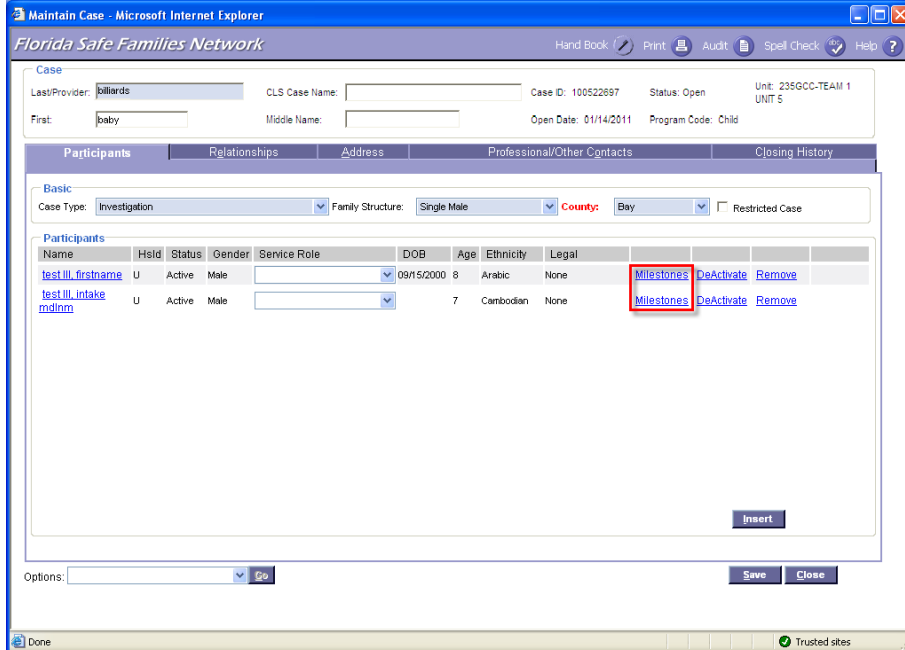 Maintain Case - Microsoft Internet Explorer
Florida Safe Families Network
Hand Book Print Audit Spell Check abc Help ?
Case
Last/Provider: billiards CLS Case Name: Case ID: 100522697 Status: Open Unit: 235GCC-TEAM 1
UNIT 5
First: baby Middle Name: Open Date: 01/14/2011 Program Code: Child
Participants Relationships Address Professional/Other Contacts Closing History
Basic
Case Type: Investigation Family Structure: Single Male County: Bay Restricted Case
Participants
Name Hsld Status Gender Service Role DOB Age Ethnicity Legal
test III, firstname U Active Male 09/15/2000 8 Arabic None Milestones DeActivate Remove
test III, intake
mdlnm U Active Male 7 Cambodian None Milestones DeActivate Remove
Insert
Options: Go Save Close
Done Trusted sites